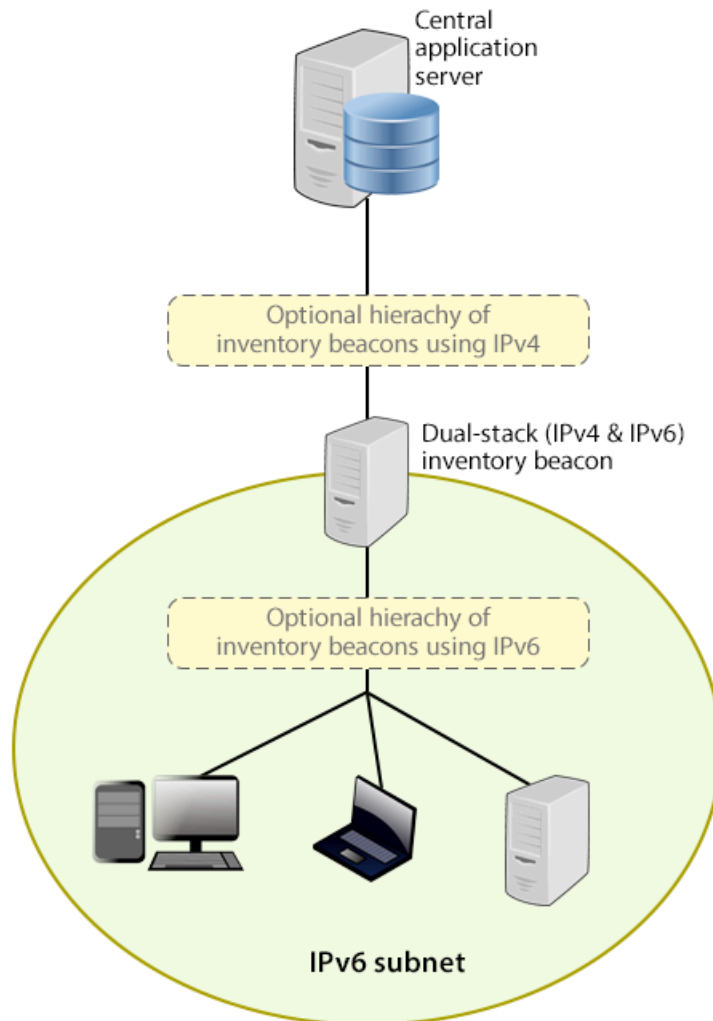 Central
application
server
Optional hierachy of
inventory beacons using IPv4
Dual-stack (IPv4 & IPv6)
inventory beacon
Optional hierachy of
inventory beacons using IPv6
IPv6 subnet